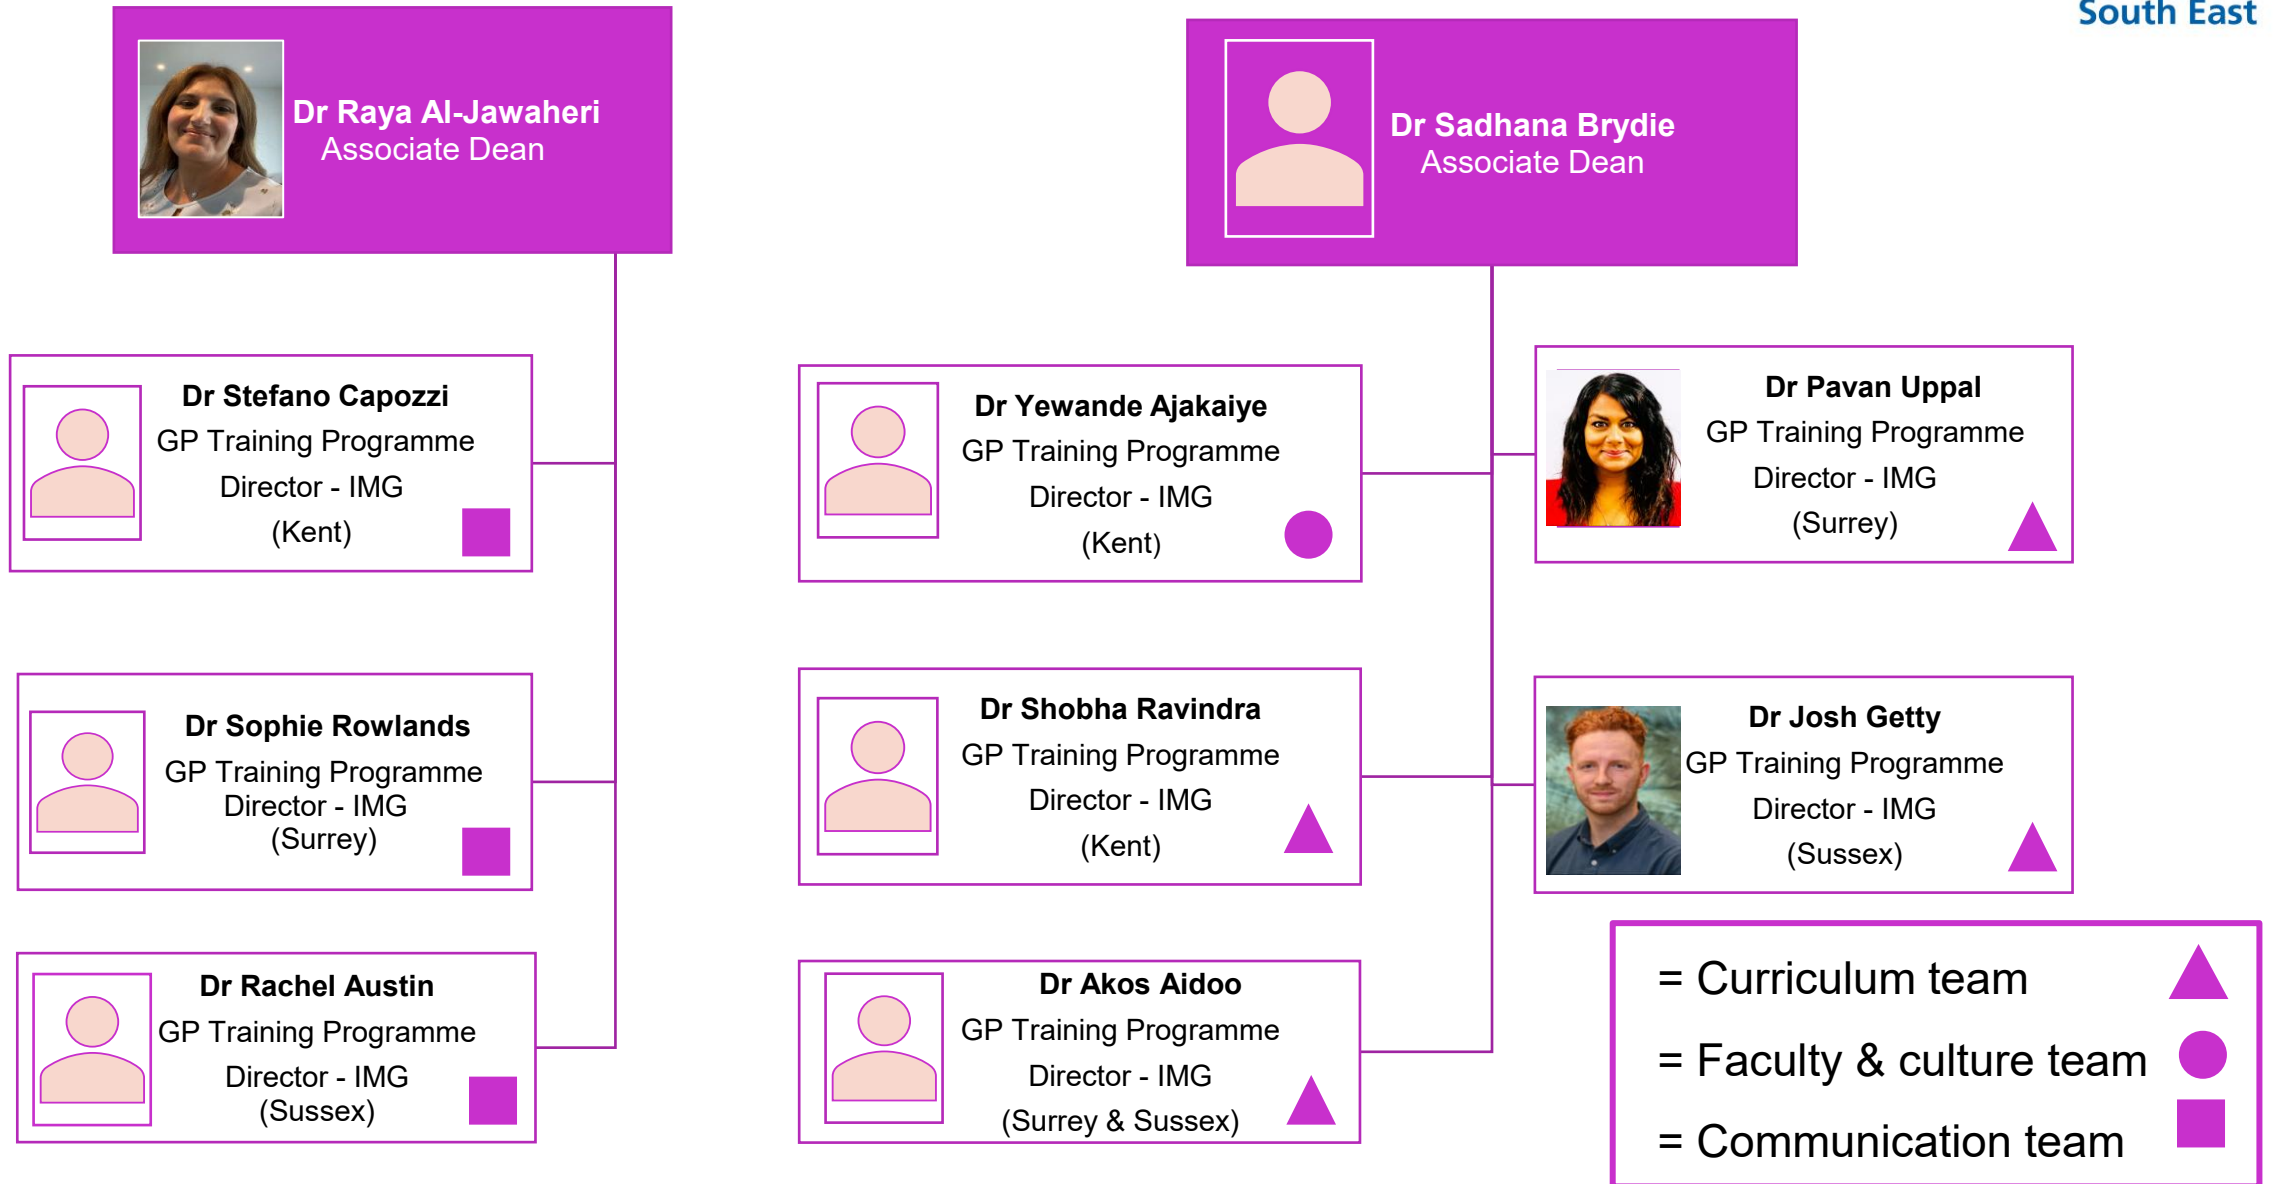 South East
Dr Raya Al-Jawaheri
Associate Dean
Dr Sadhana Brydie
Associate Dean
Dr Stefano Capozzi
GP Training Programme
Director - IMG
(Kent)
Dr Yewande Ajakaiye
GP Training Programme
Director - IMG
(Kent)
Dr Pavan Uppal
GP Training Programme
Director - IMG
(Surrey)
Dr Sophie Rowlands
GP Training Programme
Director - IMG
(Surrey)
Dr Shobha Ravindra
GP Training Programme
Director - IMG
(Kent)
Dr Josh Getty
GP Training Programme
Director - IMG
(Sussex)
Dr Rachel Austin
GP Training Programme
Director - IMG
(Sussex)
Dr Akos Aidoo
GP Training Programme
Director - IMG
(Surrey & Sussex)
= Curriculum team
= Faculty & culture team
= Communication team